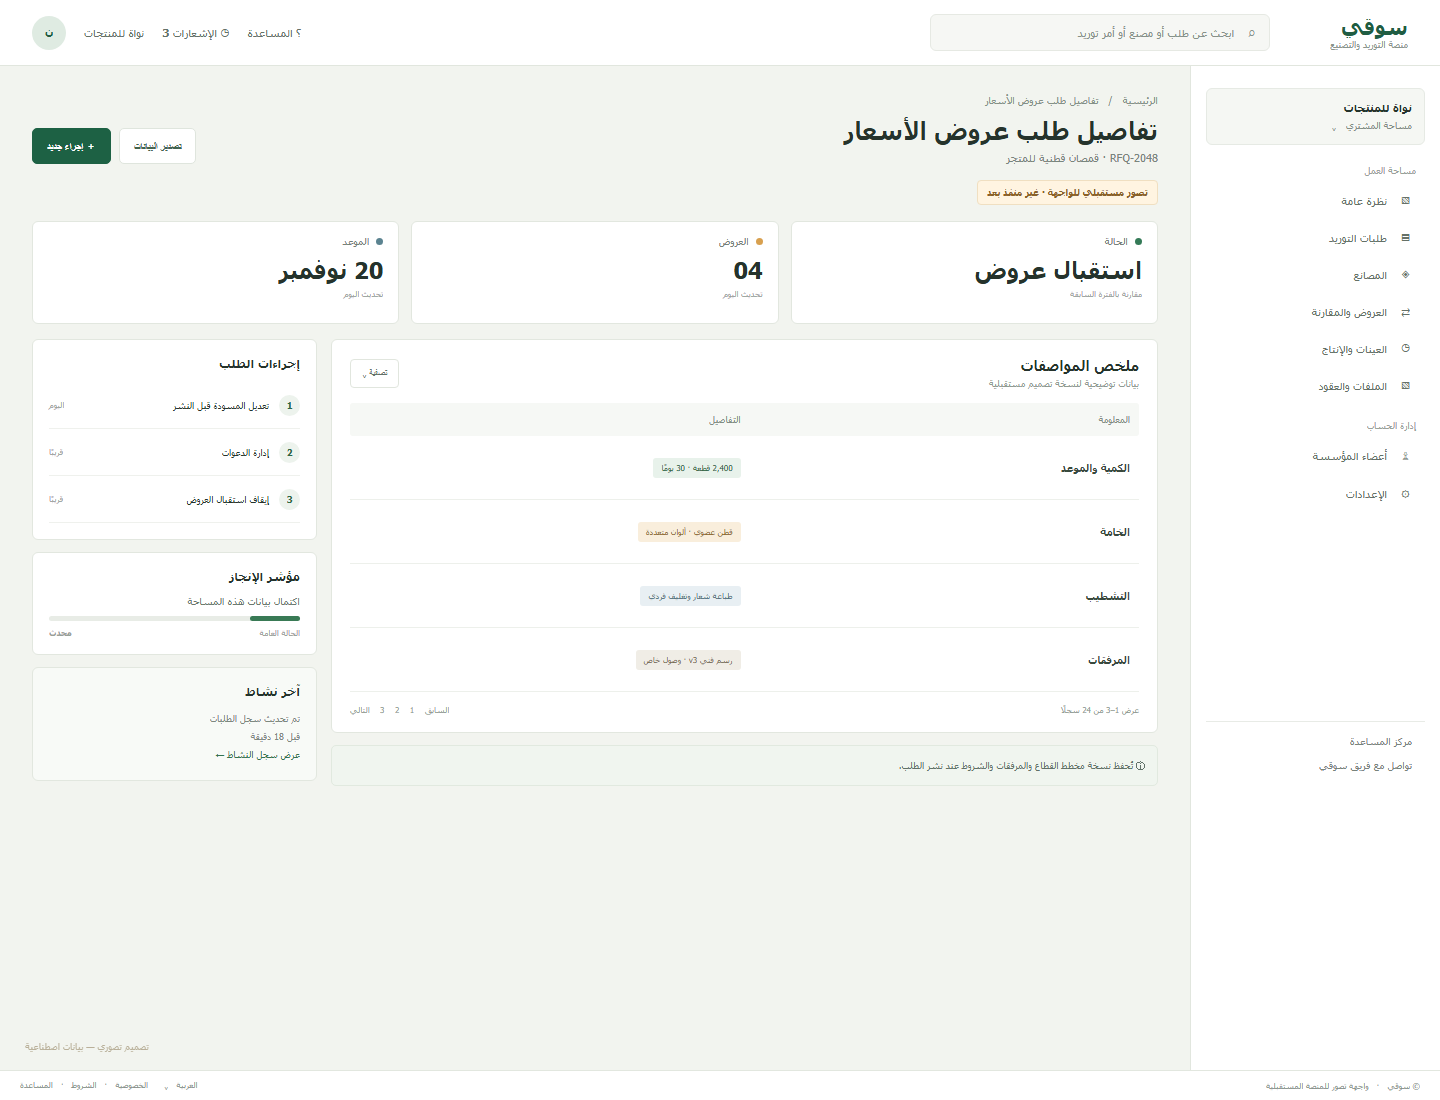 سوقي
منصة التوريد والتصنيع
ابحث عن طلب أو مصنع أو أمر توريد
؟ المساعدة
الإشعارات 3
نواة للمنتجات
ن
نواة للمنتجات
مساحة المشتري
مساحة العمل
نظرة عامة
طلبات التوريد
المصانع
العروض والمقارنة
العينات والإنتاج
الملفات والعقود
إدارة الحساب
أعضاء المؤسسة
الإعدادات
مركز المساعدة
تواصل مع فريق سوقي
الرئيسية / تفاصيل طلب عروض الأسعار
تفاصيل طلب عروض الأسعار
RFQ-2048 · قمصان قطنية للمتجر
تصور مستقبلي للواجهة · غير منفذ بعد
تصدير البيانات
+ إجراء جديد
الحالة
استقبال عروض
مقارنة بالفترة السابقة
العروض
04
تحديث اليوم
الموعد
20 نوفمبر
تحديث اليوم
ملخص المواصفات
بيانات توضيحية لنسخة تصميم مستقبلية
تصفية
المعلومة
التفاصيل
الكمية والموعد
2,400 قطعة · 30 يومًا
الخامة
قطن عضوي · ألوان متعددة
التشطيب
طباعة شعار وتغليف فردي
المرفقات
رسم فني v3 · وصول خاص
عرض 1–3 من 24 سجلًا
السابق 1 2 3 التالي
تُحفظ نسخة مخطط القطاع والمرفقات والشروط عند نشر الطلب.
إجراءات الطلب
1 تعديل المسودة قبل النشر اليوم
2 إدارة الدعوات قريبًا
3 إيقاف استقبال العروض قريبًا
مؤشر الإنجاز
اكتمال بيانات هذه المساحة
الحالة العامة
محدث
آخر نشاط
تم تحديث سجل الطلبات
قبل 18 دقيقة
عرض سجل النشاط ←
تصميم تصوري — بيانات اصطناعية
© سوقي · واجهة تصور للمنصة المستقبلية
العربية
الخصوصية · الشروط · المساعدة